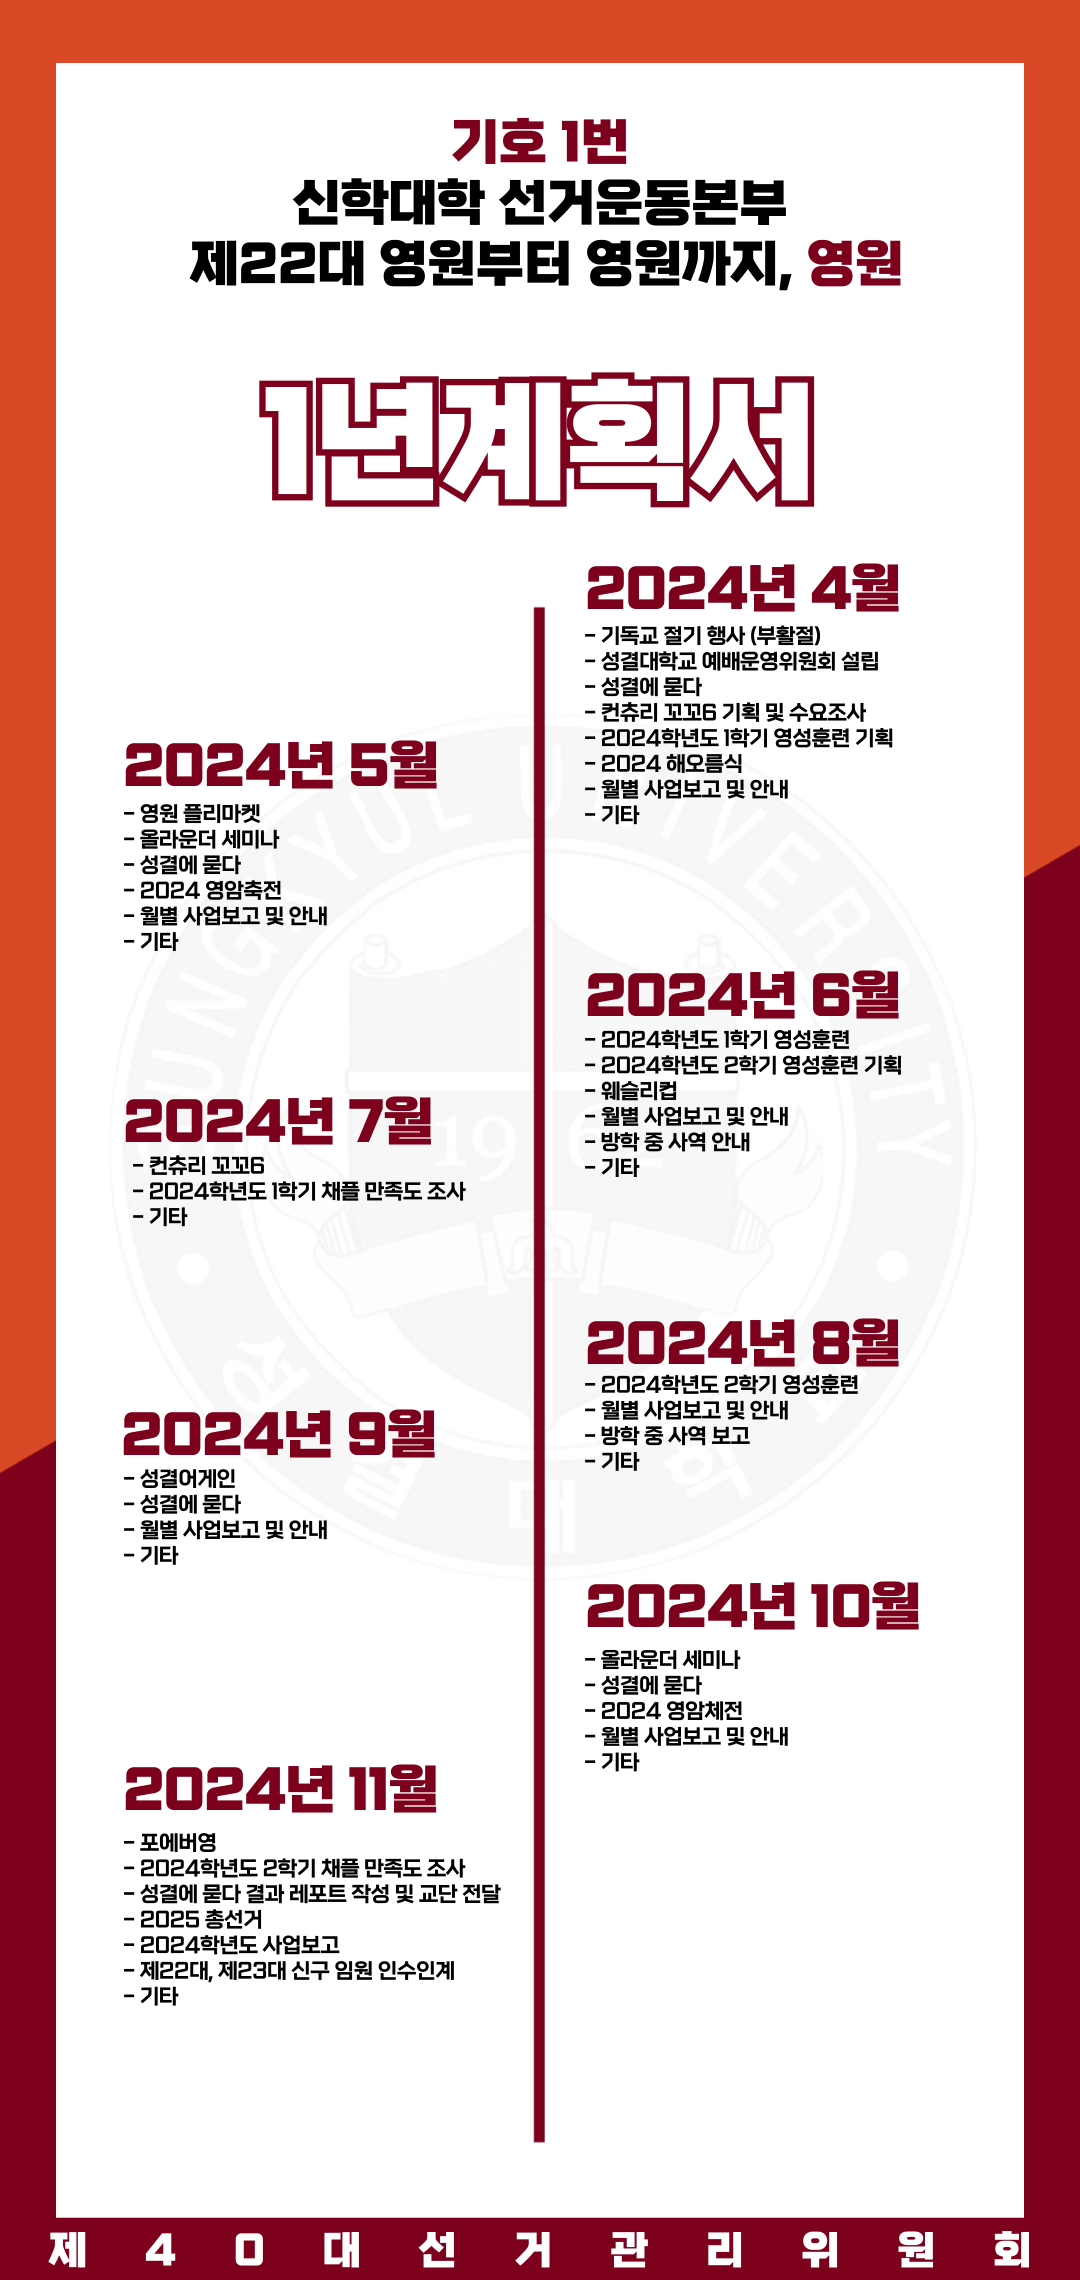 기호 1번
신학대학 선거운동본부
제22대 영원부터 영원까지, 영원
1년계획서
2024년 4월
- 기독교 절기 행사 (부활절)
- 성결대학교 예배운영위원회 설립
- 성결에 묻다
- 컨츄리 꼬꼬6 기획 및 수요조사
- 2024학년도 1학기 영성훈련 기획
- 2024 해오름식
- 월별 사업보고 및 안내
- 기타
2024년 5월
- 영원 플리마켓
- 올라운더 세미나
- 성결에 묻다
- 2024 영암축전
- 월별 사업보고 및 안내
- 기타
2024년 6월
- 2024학년도 1학기 영성훈련
- 2024학년도 2학기 영성훈련 기획
- 웨슬리컵
- 월별 사업보고 및 안내
- 방학 중 사역 안내
- 기타
2024년 7월
- 컨츄리 꼬꼬6
- 2024학년도 1학기 채플 만족도 조사
- 기타
2024년 8월
- 2024학년도 2학기 영성훈련
- 월별 사업보고 및 안내
- 방학 중 사역 보고
- 기타
2024년 9월
- 성결어게인
- 성결에 묻다
- 월별 사업보고 및 안내
- 기타
2024년 10월
- 올라운더 세미나
- 성결에 묻다
- 2024 영암체전
- 월별 사업보고 및 안내
- 기타
2024년 11월
- 포에버영
- 2024학년도 2학기 채플 만족도 조사
- 성결에 묻다 결과 레포트 작성 및 교단 전달
- 2025 총선거
- 2024학년도 사업보고
- 제22대, 제23대 신구 임원 인수인계
- 기타
제40대선거관리위원회